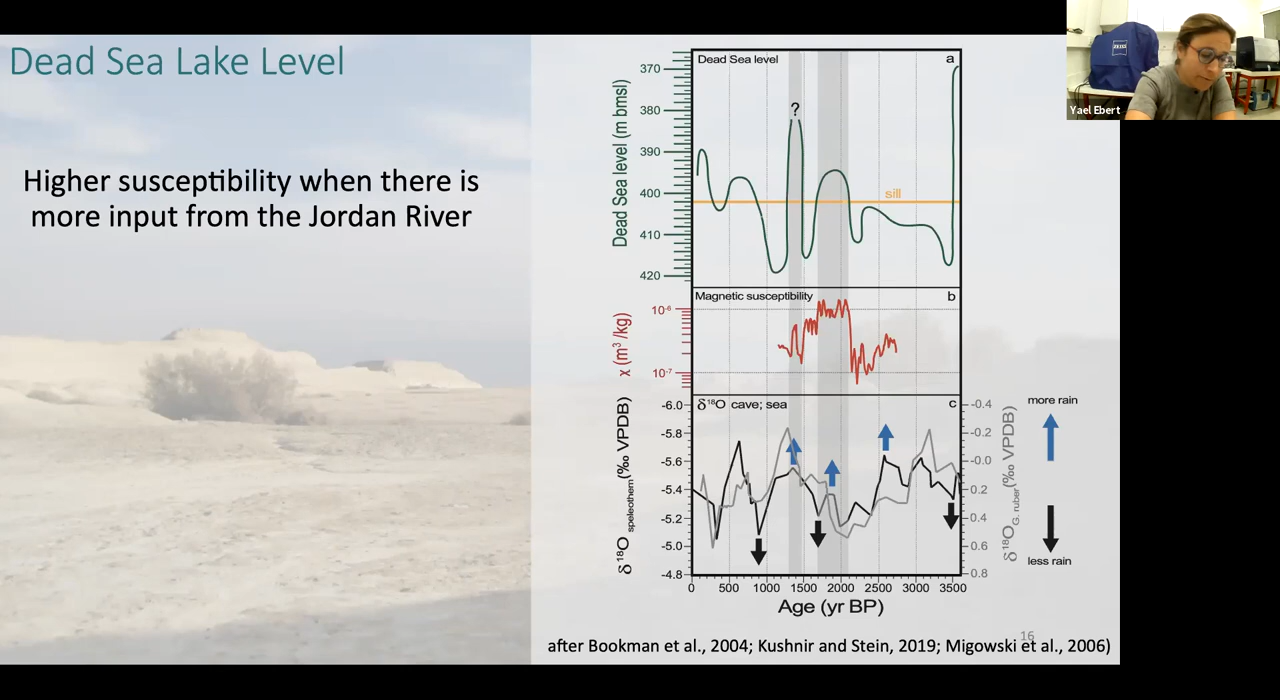 Dead Sea Lake Level
Higher susceptibility when there is
more input from the Jordan River
Dead Sea level
a
?
sill
370
380
390
400
410
420
Dead Sea level (m bmsl)
Magnetic susceptibility
b
10⁻⁶
10⁻⁷
χ (m³/kg)
δ¹⁸O cave; sea
c
-6.0
-5.8
-5.6
-5.4
-5.2
-5.0
-4.8
δ¹⁸O speleothem (‰ VPDB)
-0.4
-0.2
-0.0
0.2
0.4
0.6
0.8
δ¹⁸O G. ruber (‰ VPDB)
more rain
less rain
0
500
1000
1500
2000
2500
3000
3500
Age (yr BP)
16
after Bookman et al., 2004; Kushnir and Stein, 2019; Migowski et al., 2006)
ZEISS
Yael Ebert